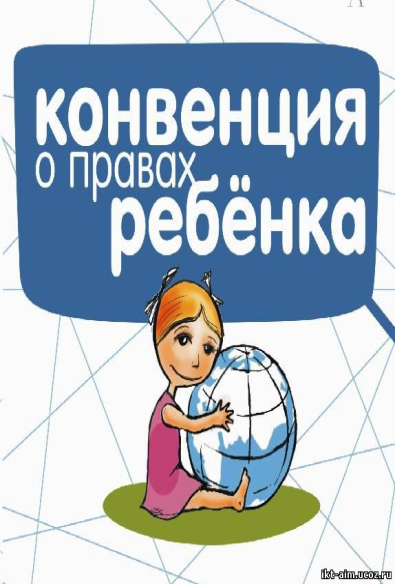 конвенция
о правах
ребёнка
ikt-aim.ucoz.ru